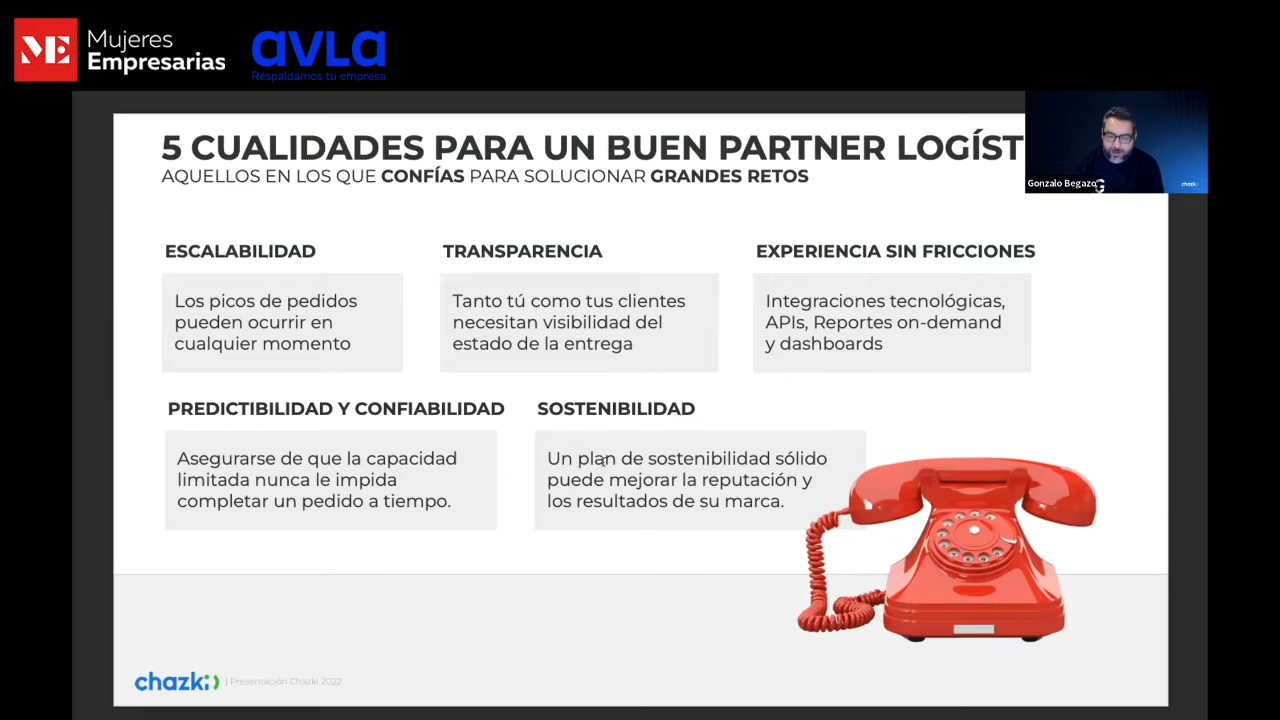 ME Mujeres
Empresarias
avla
Respaldamos tu empresa
5 CUALIDADES PARA UN BUEN PARTNER LOGÍST
AQUELLOS EN LOS QUE CONFÍAS PARA SOLUCIONAR GRANDES RETOS
Gonzalo Begazo
chazki
ESCALABILIDAD
Los picos de pedidos
pueden ocurrir en
cualquier momento
TRANSPARENCIA
Tanto tú como tus clientes
necesitan visibilidad del
estado de la entrega
EXPERIENCIA SIN FRICCIONES
Integraciones tecnológicas,
APIs, Reportes on-demand
y dashboards
PREDICTIBILIDAD Y CONFIABILIDAD
Asegurarse de que la capacidad
limitada nunca le impida
completar un pedido a tiempo.
SOSTENIBILIDAD
Un plan de sostenibilidad sólido
puede mejorar la reputación y
los resultados de su marca.
chazki | Presentación Chazki 2022